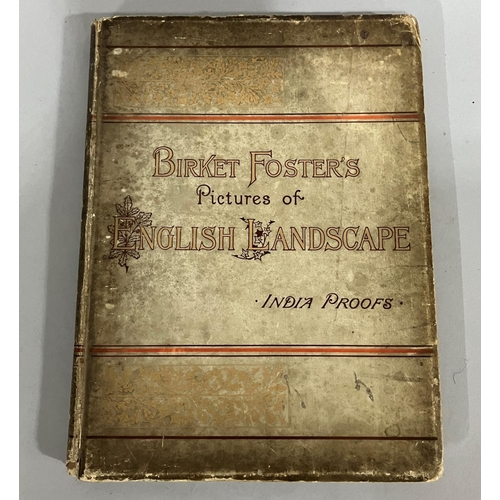 BIRKET FOSTER'S
Pictures of
ENGLISH LANDSCAPE
· INDIA PROOFS ·